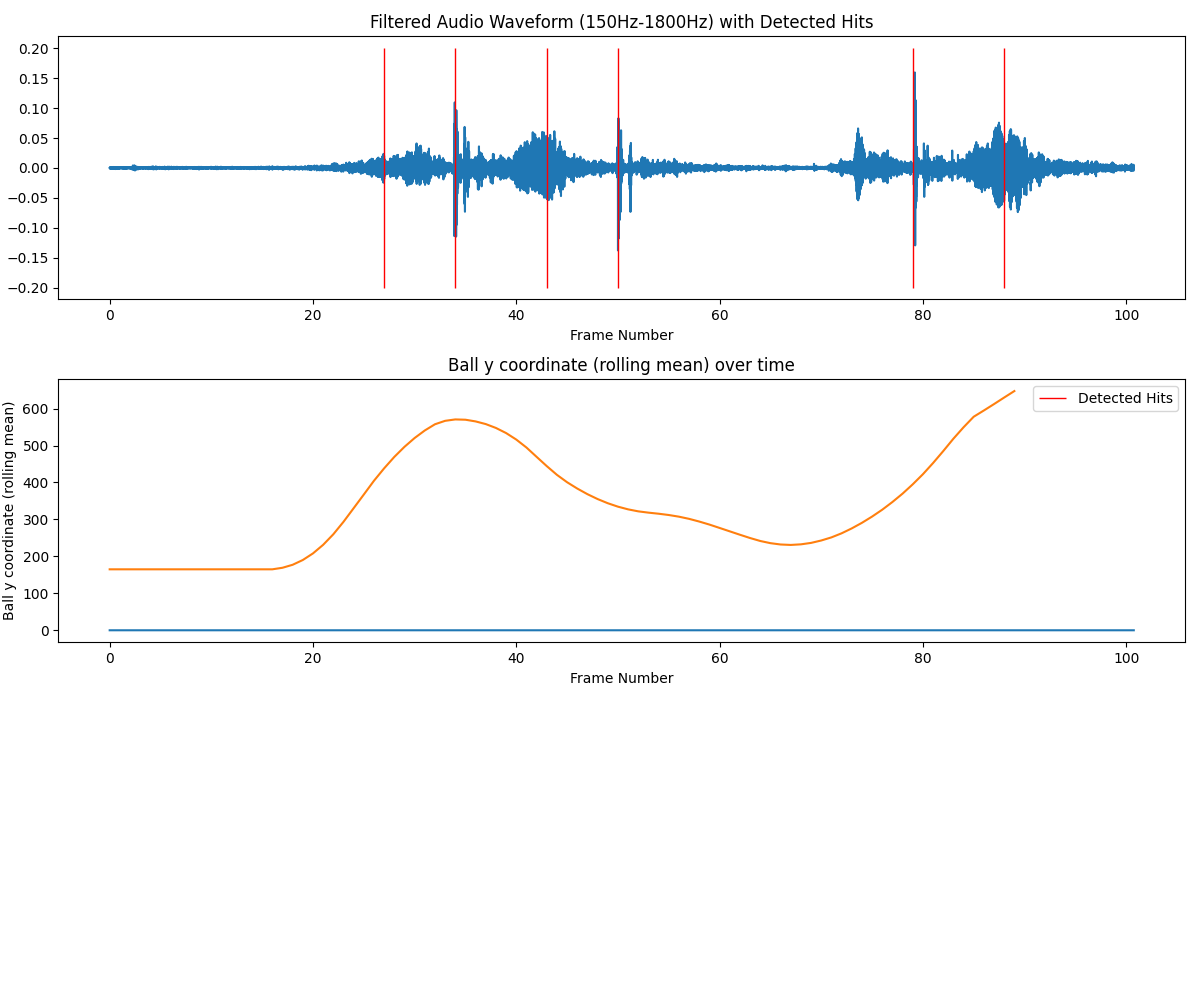 Filtered Audio Waveform (150Hz-1800Hz) with Detected Hits
0.20
0.15
0.10
0.05
0.00
−0.05
−0.10
−0.15
−0.20
0 20 40 60 80 100
Frame Number
Ball y coordinate (rolling mean) over time
Ball y coordinate (rolling mean)
Detected Hits
600
500
400
300
200
100
0
0 20 40 60 80 100
Frame Number